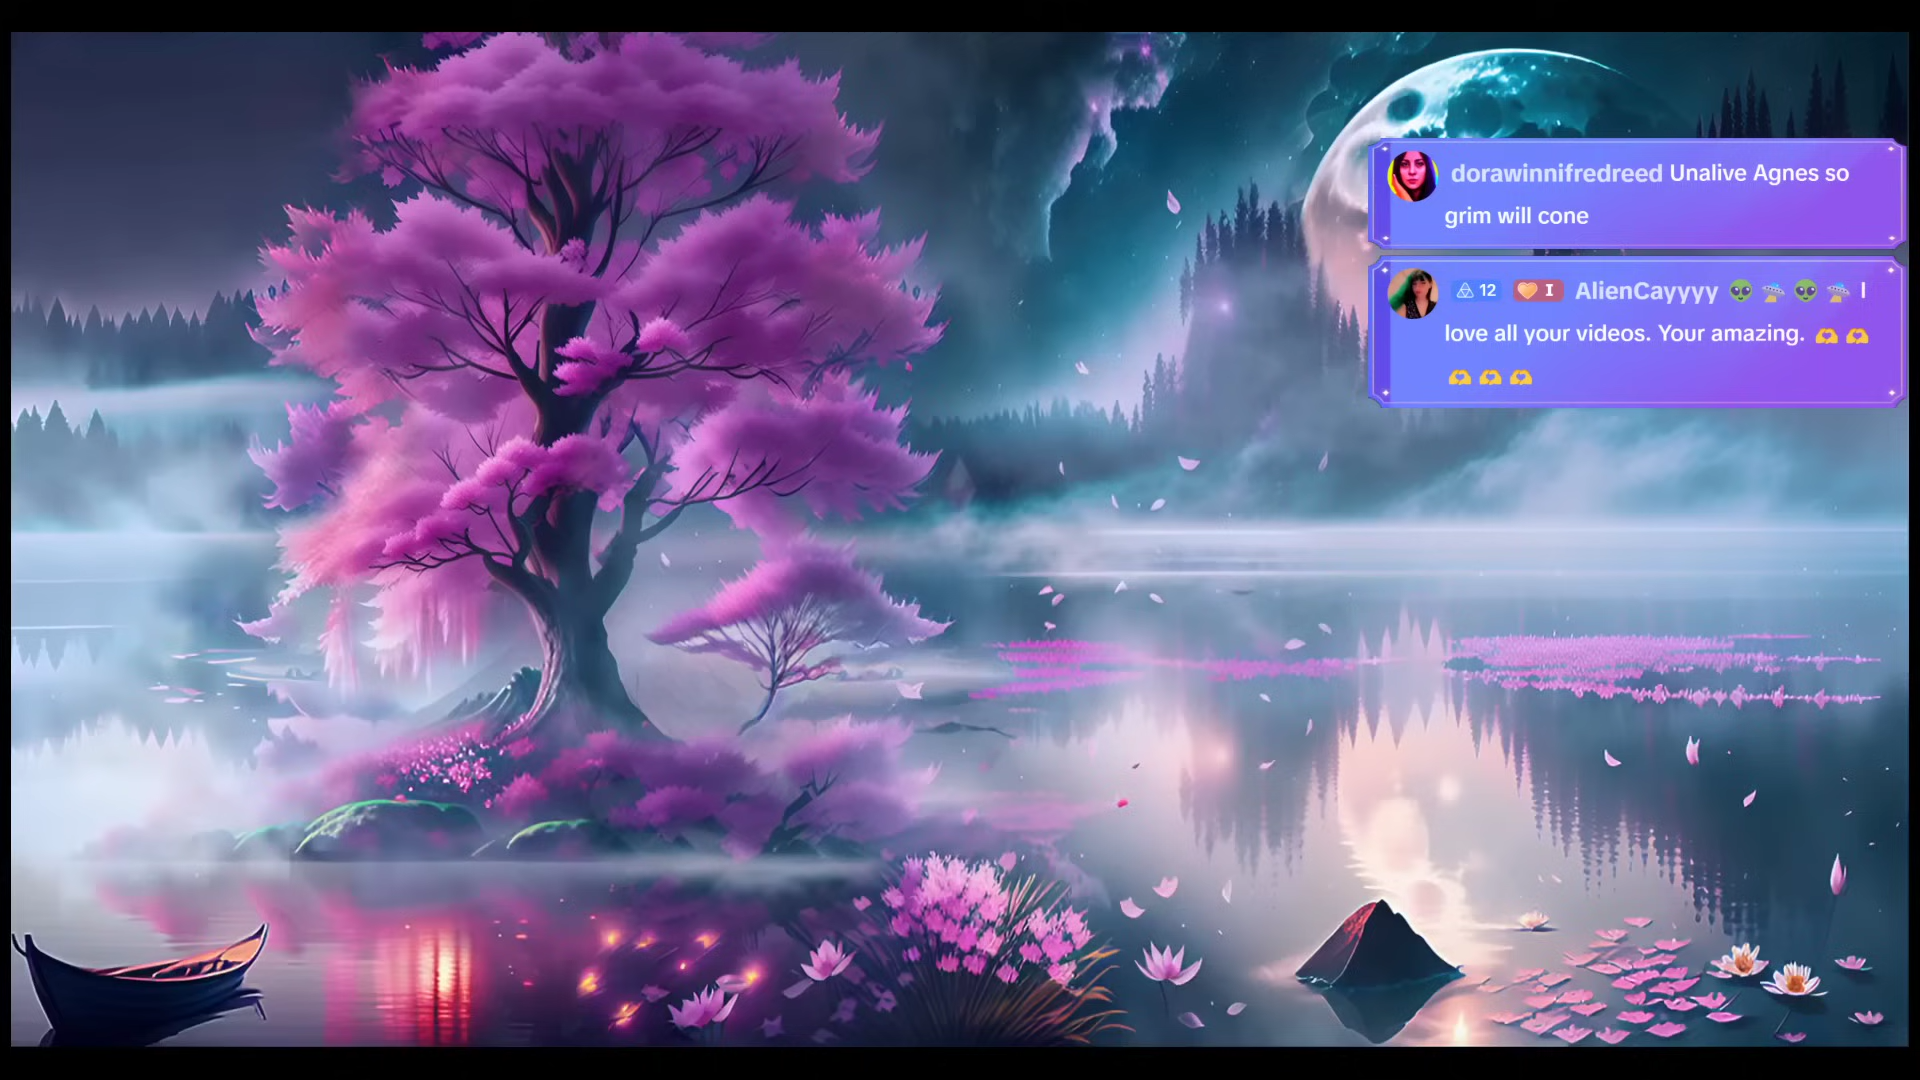 dorawinnifredreed Unalive Agnes so
grim will cone
12 I AlienCayyyy 👽 🛸 👽 🛸 I
love all your videos. Your amazing. 🫶 🫶
🫶 🫶 🫶